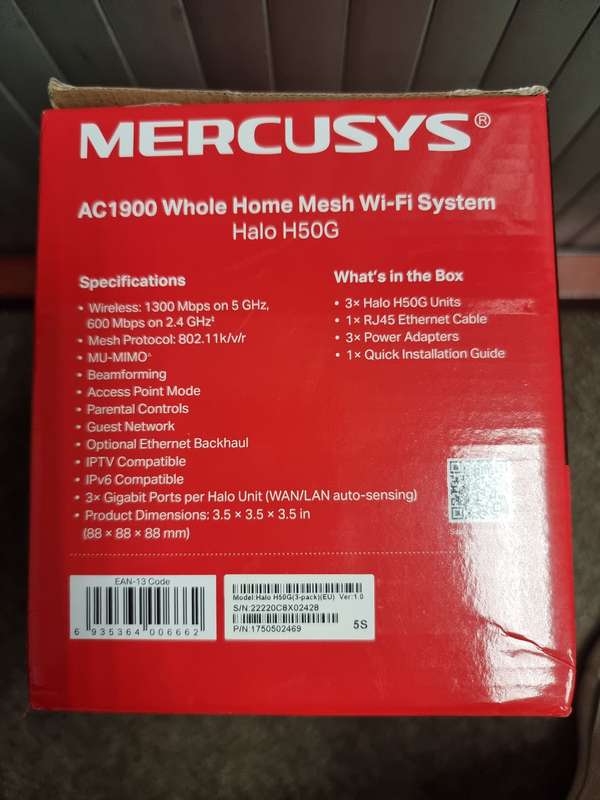 MERCUSYS®
AC1900 Whole Home Mesh Wi-Fi System
Halo H50G
Specifications
• Wireless: 1300 Mbps on 5 GHz,
600 Mbps on 2.4 GHz‡
• Mesh Protocol: 802.11k/v/r
• MU-MIMO^
• Beamforming
• Access Point Mode
• Parental Controls
• Guest Network
• Optional Ethernet Backhaul
• IPTV Compatible
• IPv6 Compatible
• 3× Gigabit Ports per Halo Unit (WAN/LAN auto-sensing)
• Product Dimensions: 3.5 × 3.5 × 3.5 in
(88 × 88 × 88 mm)
What's in the Box
• 3× Halo H50G Units
• 1× RJ45 Ethernet Cable
• 3× Power Adapters
• 1× Quick Installation Guide
EAN-13 Code
6 935364 006662
Model:Halo H50G(3-pack)(EU) Ver:1.0
S/N:22220C8X02428
P/N:1750502469
5S